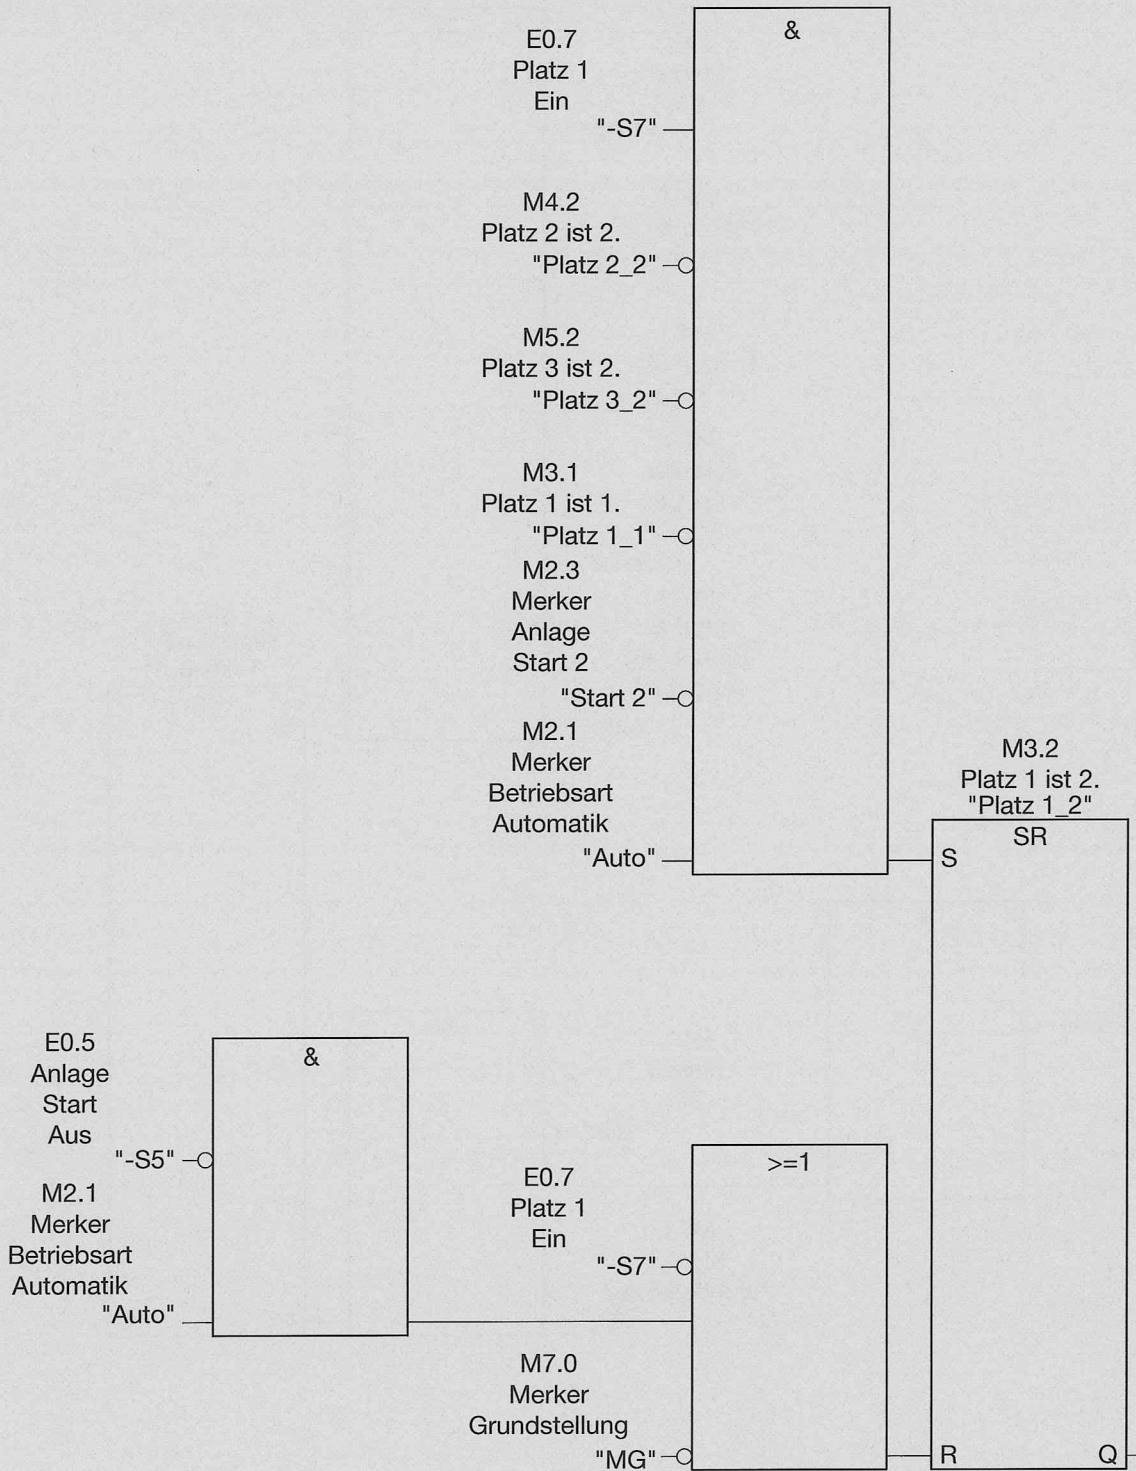 &
E0.7
Platz 1
Ein
"-S7"
M4.2
Platz 2 ist 2.
"Platz 2_2"
M5.2
Platz 3 ist 2.
"Platz 3_2"
M3.1
Platz 1 ist 1.
"Platz 1_1"
M2.3
Merker
Anlage
Start 2
"Start 2"
M2.1
Merker
Betriebsart
Automatik
"Auto"
M3.2
Platz 1 ist 2.
"Platz 1_2"
SR
S
E0.5
Anlage
Start
Aus
"-S5"
&
M2.1
Merker
Betriebsart
Automatik
"Auto"
>=1
E0.7
Platz 1
Ein
"-S7"
M7.0
Merker
Grundstellung
"MG"
R
Q